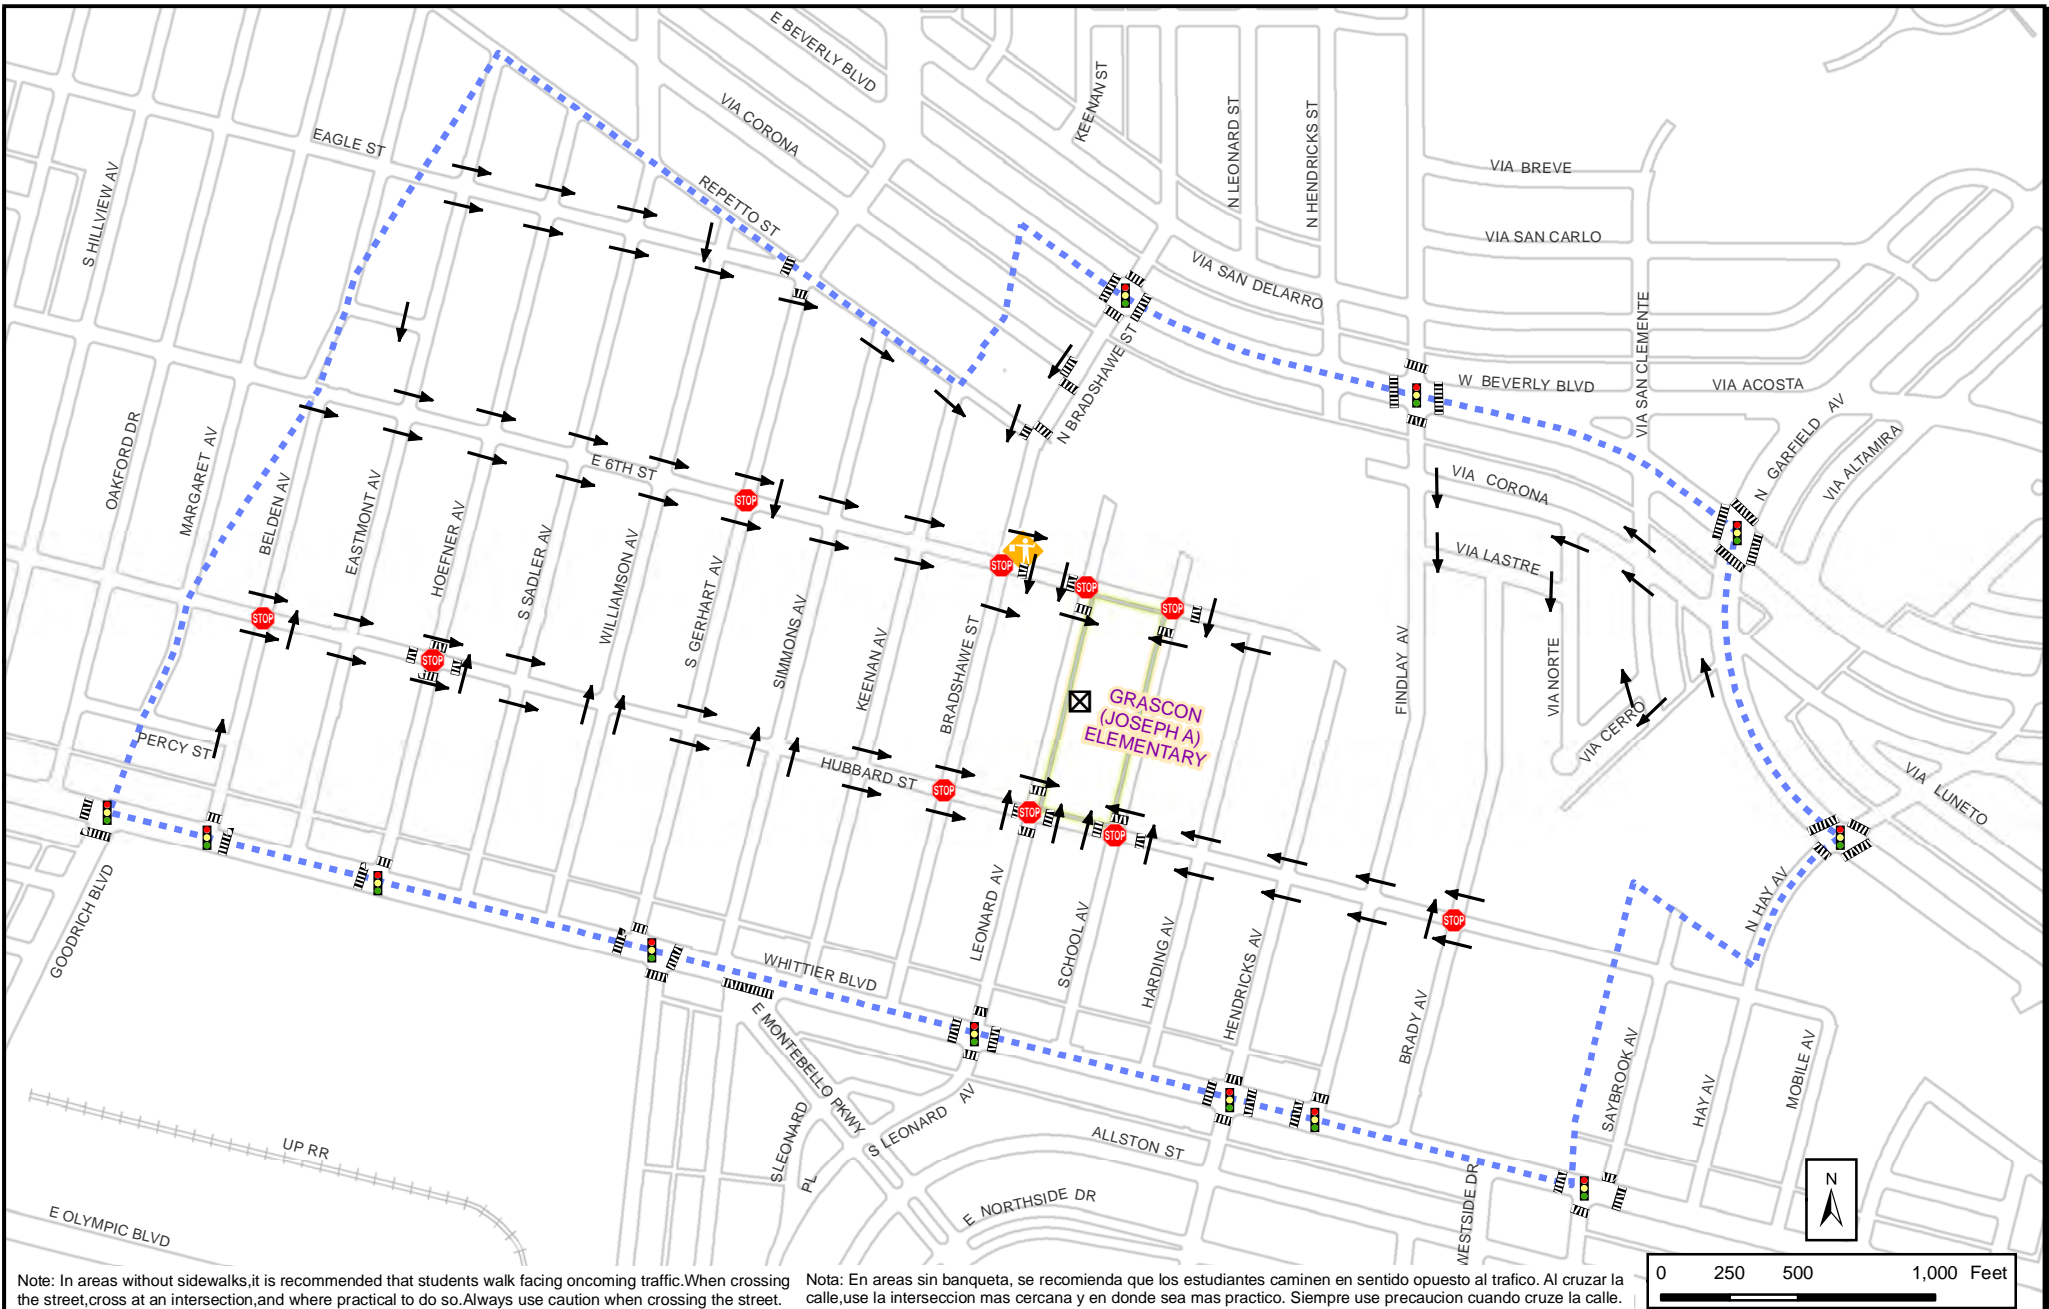 E BEVERLY BLVD
KEENAN ST
VIA CORONA
N LEONARD ST
N HENDRICKS ST
EAGLE ST
VIA BREVE
S HILLVIEW AV
REPETTO ST
VIA SAN CARLO
VIA SAN DELARRO
VIA SAN CLEMENTE
N BRADSHAWE ST
W BEVERLY BLVD
VIA ACOSTA
N GARFIELD AV
VIA ALTAMIRA
OAKFORD DR
MARGARET AV
BELDEN AV
EASTMONT AV
HOEFNER AV
E 6TH ST
VIA CORONA
STOP
S SADLER AV
WILLIAMSON AV
S GERHART AV
SIMMONS AV
KEENAN AV
BRADSHAWE ST
STOP
STOP
STOP
VIA LASTRE
FINDLAY AV
VIA NORTE
VIA CERRO
STOP
STOP
GRASCON
(JOSEPH A)
ELEMENTARY
PERCY ST
HUBBARD ST
STOP
STOP
STOP
VIA LUNETO
GOODRICH BLVD
LEONARD AV
SCHOOL AV
HARDING AV
HENDRICKS AV
STOP
N HAY AV
WHITTIER BLVD
E MONTEBELLO PKWY
BRADY AV
SAYBROOK AV
HAY AV
MOBILE AV
UP RR
SLEONARD
PL
S LEONARD AV
ALLSTON ST
E NORTHSIDE DR
WESTSIDE DR
E OLYMPIC BLVD
N
0 250 500 1,000 Feet
Note: In areas without sidewalks,it is recommended that students walk facing oncoming traffic.When crossing
the street,cross at an intersection,and where practical to do so.Always use caution when crossing the street.
Nota: En areas sin banqueta, se recomienda que los estudiantes caminen en sentido opuesto al trafico. Al cruzar la
calle,use la interseccion mas cercana y en donde sea mas practico. Siempre use precaucion cuando cruze la calle.